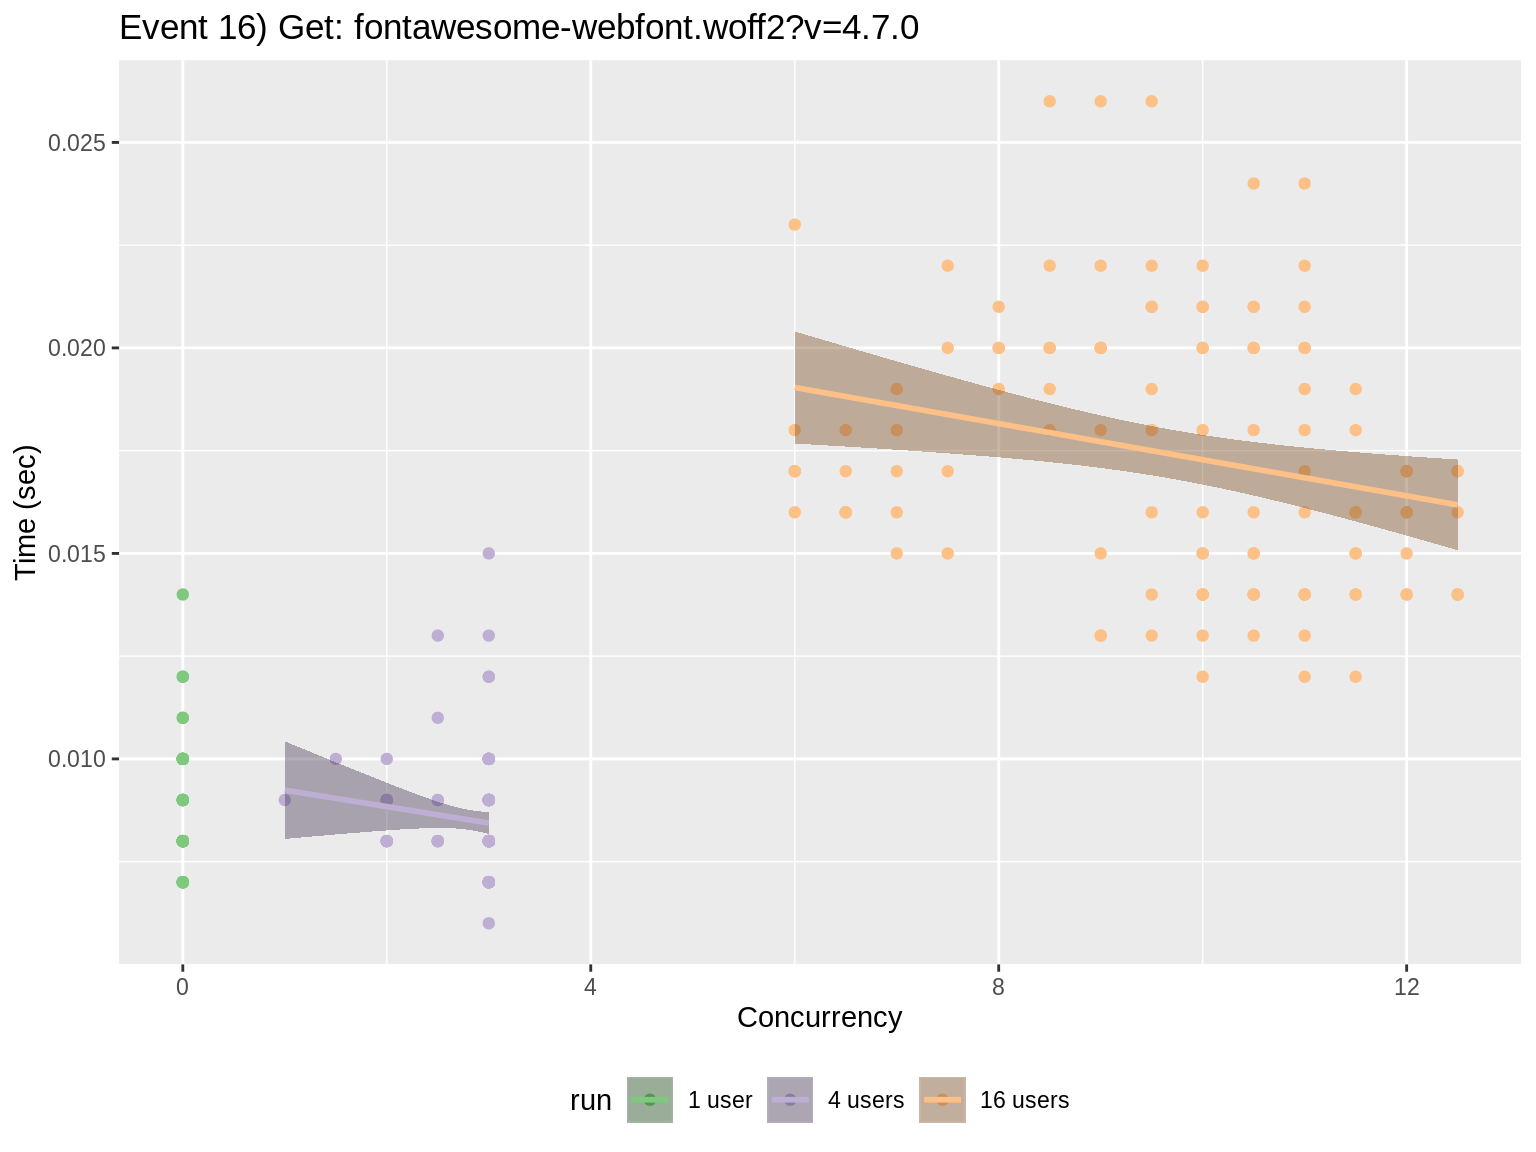 Event 16) Get: fontawesome-webfont.woff2?v=4.7.0
Time (sec)
0.025
0.020
0.015
0.010
0 4 8 12
Concurrency
run 1 user 4 users 16 users